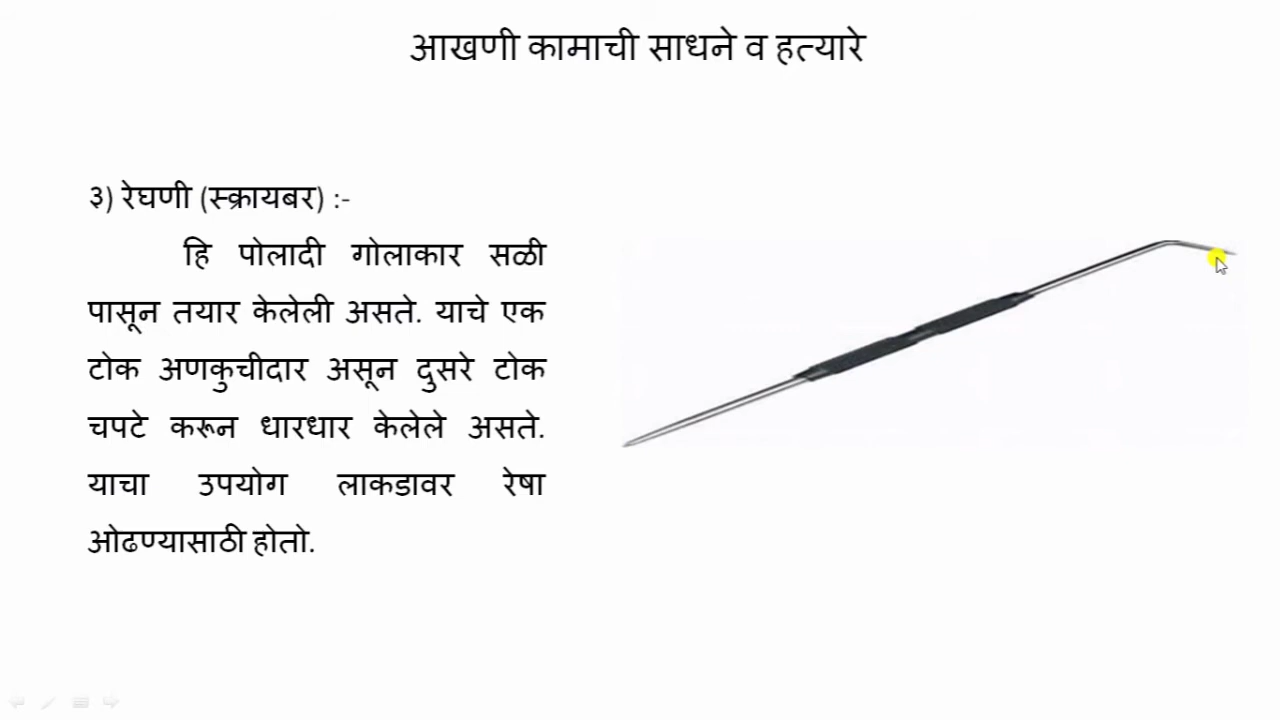 आखणी कामाची साधने व हत्यारे
३) रेघणी (स्क्रायबर) :-
हि पोलादी गोलाकार सळी
पासून तयार केलेली असते. याचे एक
टोक अणकुचीदार असून दुसरे टोक
चपटे करून धारधार केलेले असते.
याचा उपयोग लाकडावर रेषा
ओढण्यासाठी होतो.